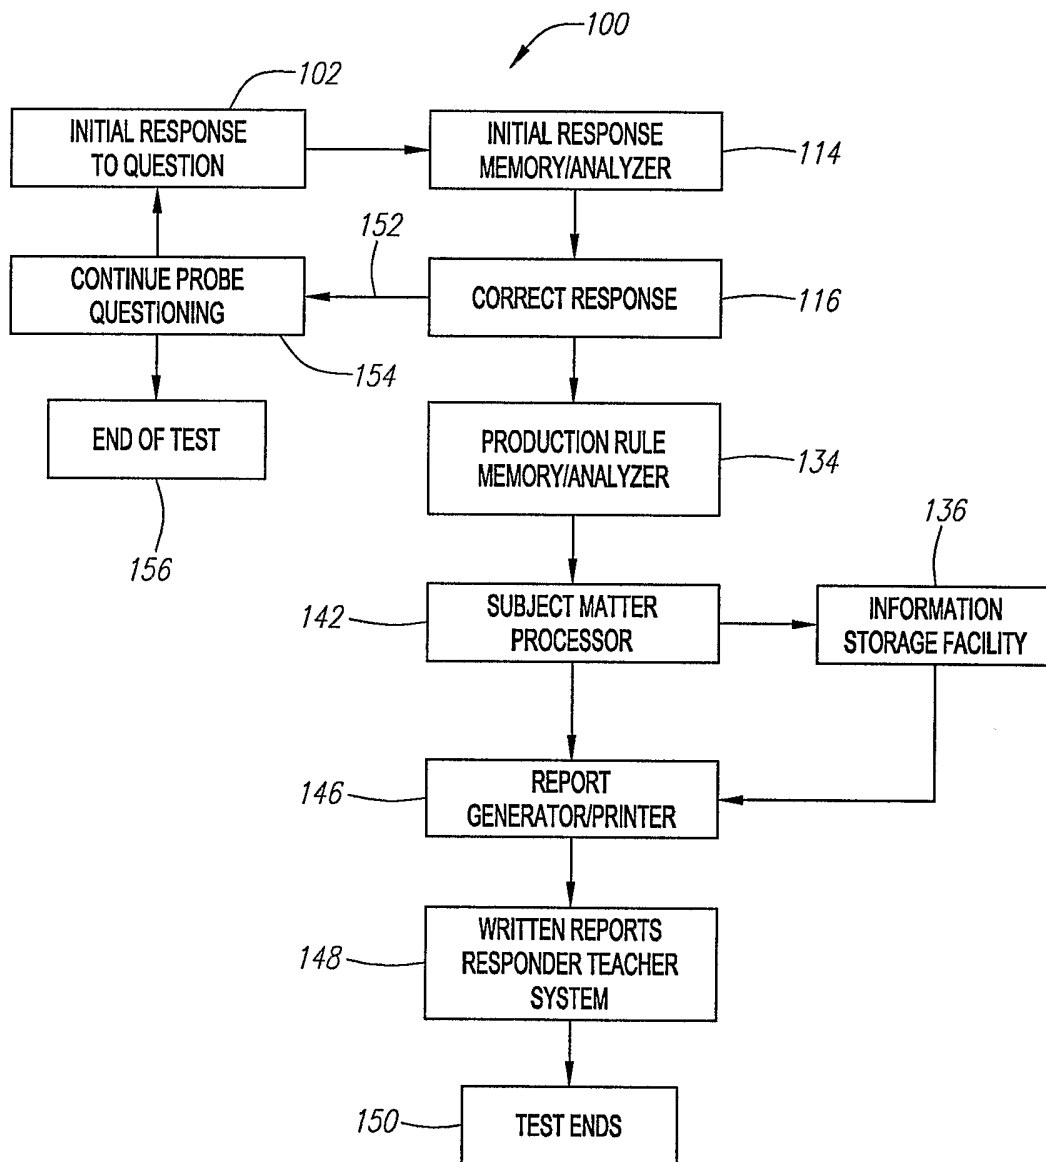 100
102
INITIAL RESPONSE
TO QUESTION
INITIAL RESPONSE
MEMORY/ANALYZER
114
152
CONTINUE PROBE
QUESTIONING
CORRECT RESPONSE
116
154
END OF TEST
PRODUCTION RULE
MEMORY/ANALYZER
134
156
136
142
SUBJECT MATTER
PROCESSOR
INFORMATION
STORAGE FACILITY
146
REPORT
GENERATOR/PRINTER
148
WRITTEN REPORTS
RESPONDER TEACHER
SYSTEM
150
TEST ENDS